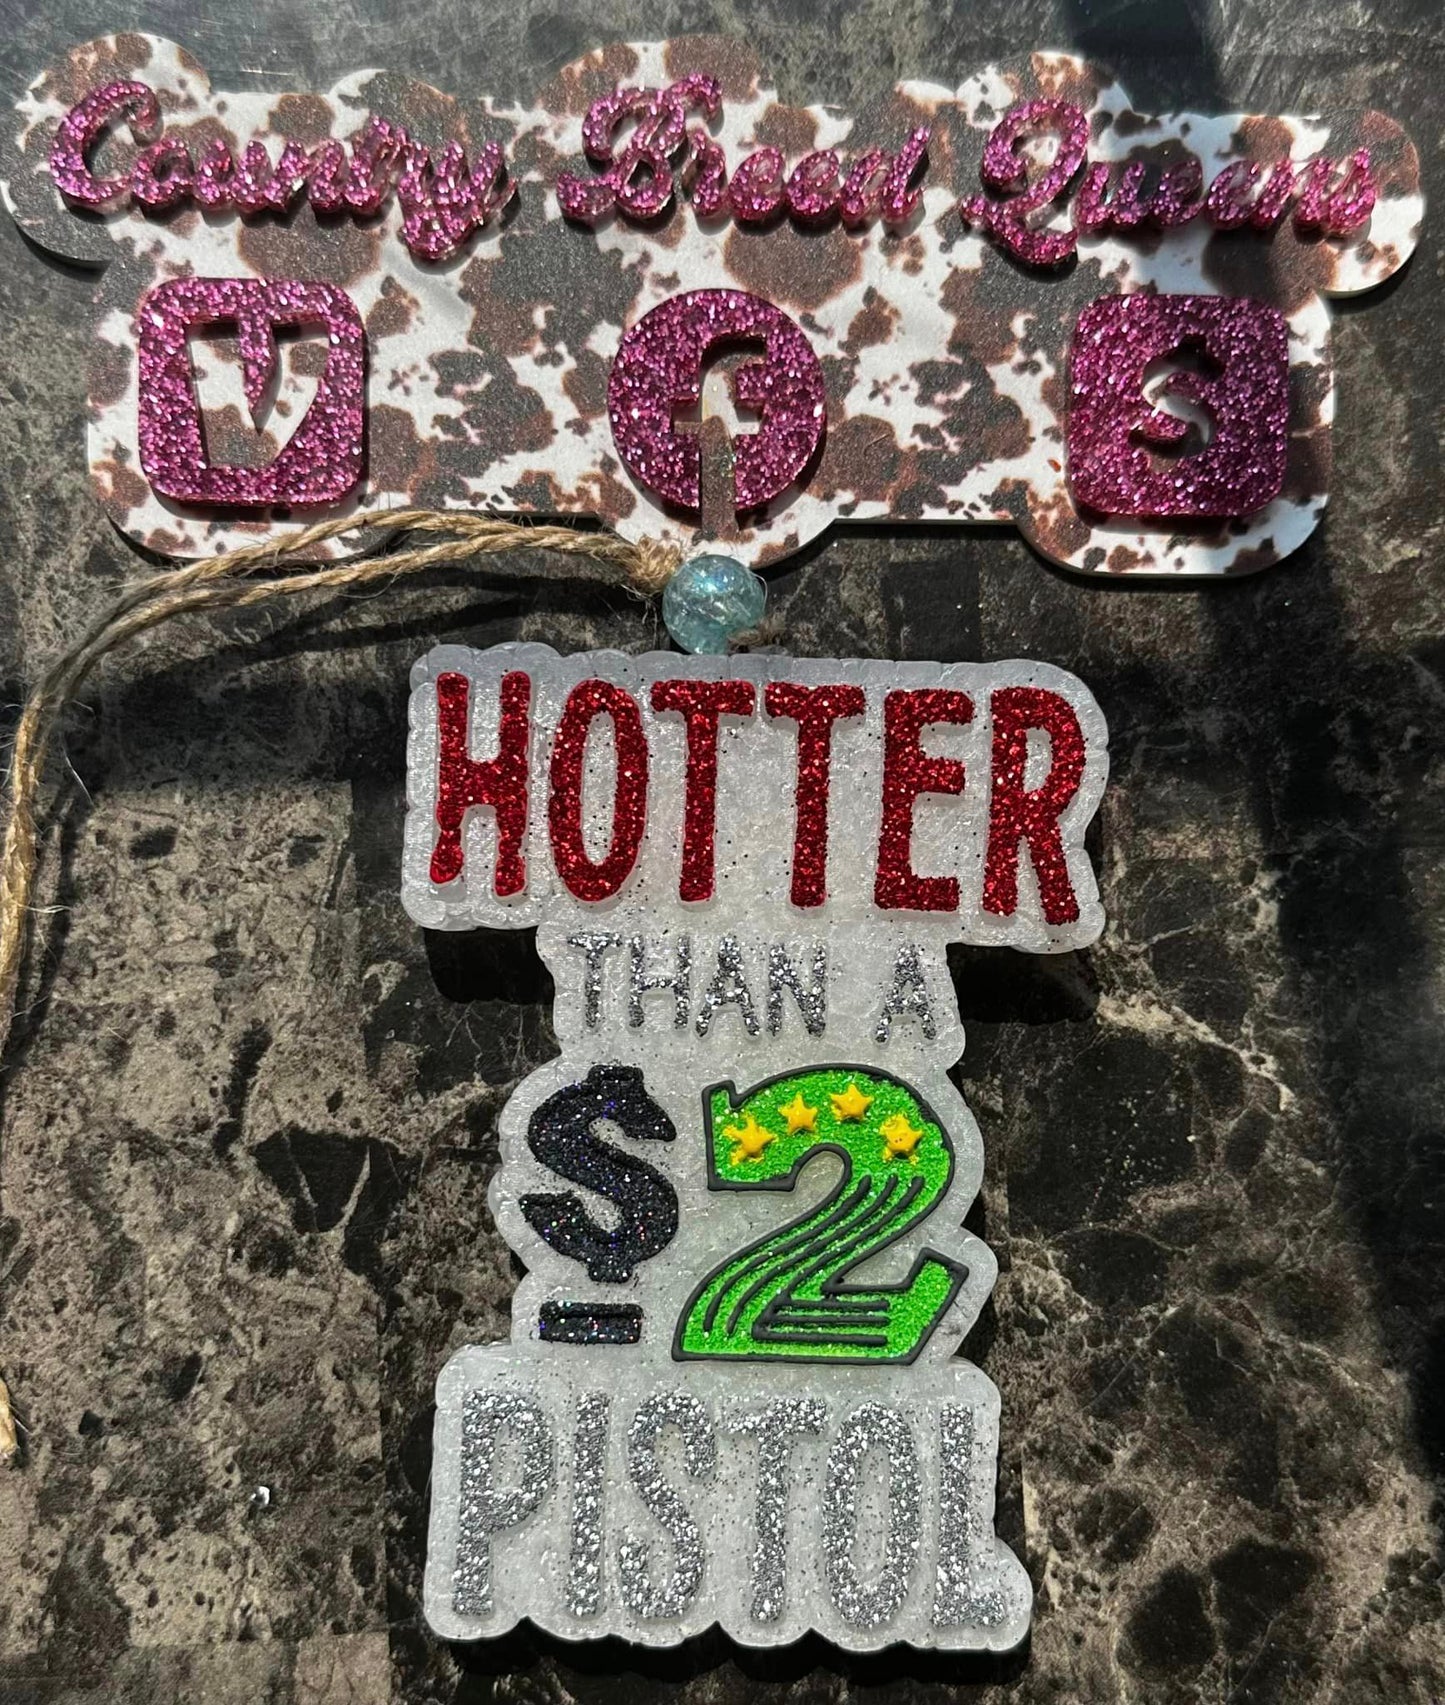 Country Breed Queens
V f S
HOTTER
THAN A
$2
PISTOL